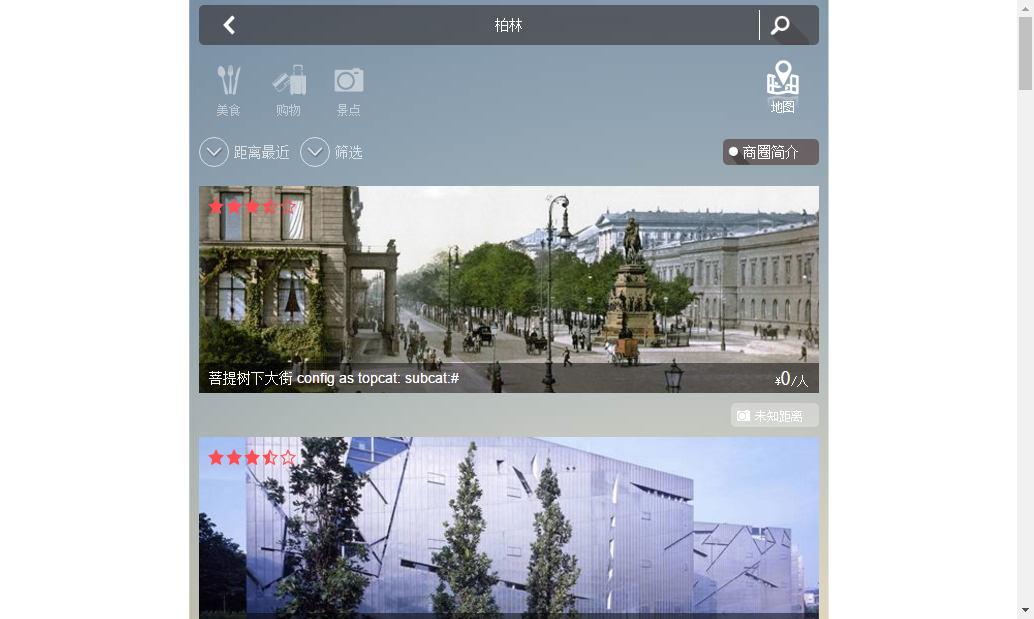 柏林
美食
购物
景点
地图
距离最近
筛选
商圈简介
菩提树下大街 config as topcat: subcat:#
¥0/人
未知距离